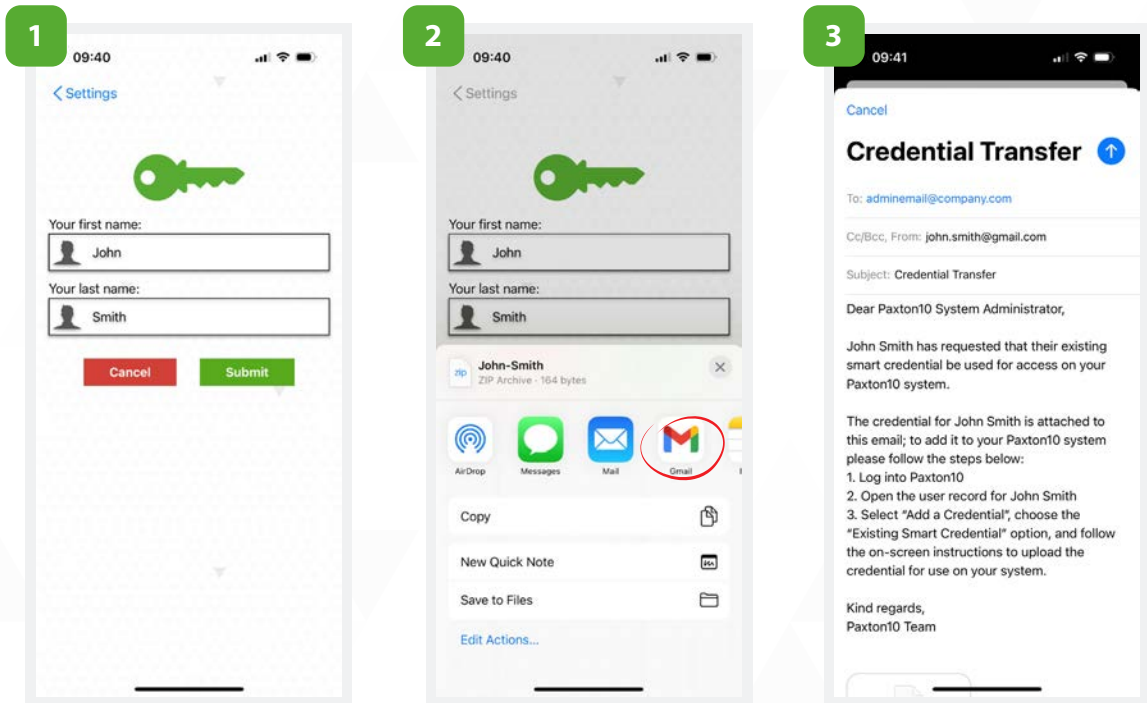 1
09:40
Settings
Your first name:
John
Your last name:
Smith
Cancel
Submit
2
09:40
Settings
Your first name:
John
Your last name:
Smith
zip
John-Smith
ZIP Archive · 164 bytes
AirDrop
Messages
Mail
Gmail
Copy
New Quick Note
Save to Files
Edit Actions...
3
09:41
Cancel
Credential Transfer
To: adminemail@company.com
Cc/Bcc, From: john.smith@gmail.com
Subject: Credential Transfer
Dear Paxton10 System Administrator,
John Smith has requested that their existing
smart credential be used for access on your
Paxton10 system.
The credential for John Smith is attached to
this email; to add it to your Paxton10 system
please follow the steps below:
1. Log into Paxton10
2. Open the user record for John Smith
3. Select “Add a Credential”, choose the
“Existing Smart Credential” option, and follow
the on-screen instructions to upload the
credential for use on your system.
Kind regards,
Paxton10 Team